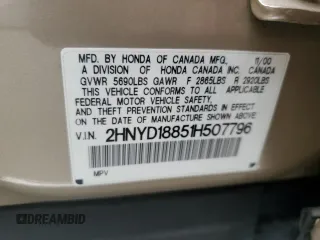 MFD. BY HONDA OF CANADA MFG. 11/00
A DIVISION OF HONDA CANADA INC. CANADA
GVWR 5690LBS GAWR F 2865LBS R 2920LBS
THIS VEHICLE CONFORMS TO ALL APPLICABLE
FEDERAL MOTOR VEHICLE SAFETY
AND THEFT PREVENTION STANDARDS IN EFFECT
ON THE DATE OF MANUFACTURE SHOWN ABOVE.
V.I.N. 2HNYD18851H507796
MPV
DREAMBID